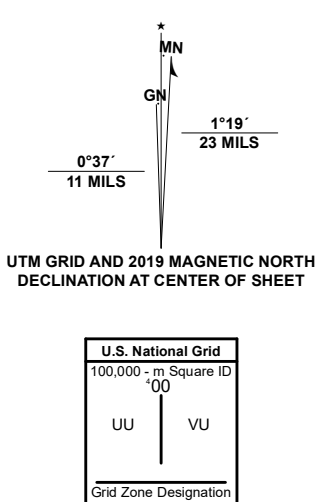 ★
MN
GN
1°19´
23 MILS
0°37´
11 MILS
UTM GRID AND 2019 MAGNETIC NORTH
DECLINATION AT CENTER OF SHEET
U.S. National Grid
100,000 - m Square ID
⁴00
UU VU
Grid Zone Designation